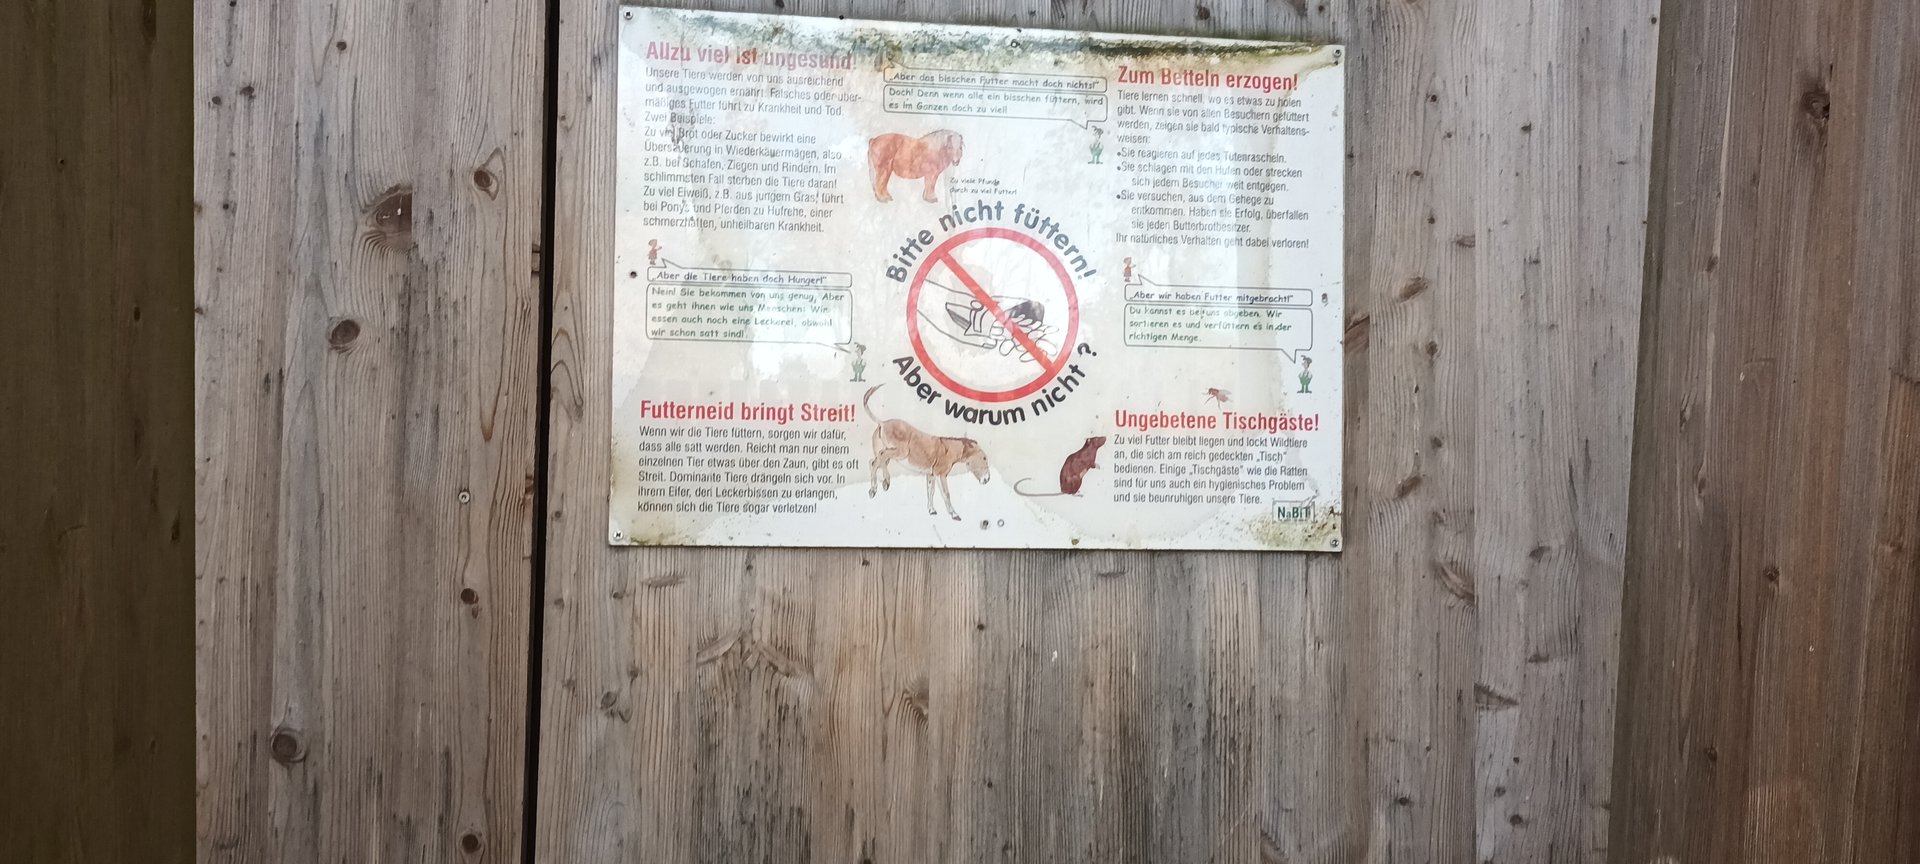 Allzu viel ist ungesund!
Unsere Tiere werden von uns ausreichend
und ausgewogen ernährt. Falsches oder über-
mäßiges Futter führt zu Krankheit und Tod.
Zwei Beispiele:
Zu viel Brot oder Zucker bewirkt eine
Übersäuerung in Wiederkäuermägen, also
z.B. bei Schafen, Ziegen und Rindern. Im
schlimmsten Fall sterben die Tiere daran!
Zu viel Eiweiß, z.B. aus jungem Gras, führt
bei Ponys und Pferden zu Hufrehe, einer
schmerzhaften, unheilbaren Krankheit.
„Aber die Tiere haben doch Hunger!"
Nein! Sie bekommen von uns genug, Aber
es geht ihnen wie uns Menschen: Wir
essen auch noch eine Leckerei, obwohl
wir schon satt sind!
Futterneid bringt Streit!
Wenn wir die Tiere füttern, sorgen wir dafür,
dass alle satt werden. Reicht man nur einem
einzelnen Tier etwas über den Zaun, gibt es oft
Streit. Dominante Tiere drängeln sich vor. In
ihrem Eifer, den Leckerbissen zu erlangen,
können sich die Tiere sogar verletzen!
„Aber das bisschen Futter macht doch nichts!"
Doch! Denn wenn alle ein bisschen füttern, wird
es im Ganzen doch zu viel!
Zu viele Pfunde
durch zu viel Futter!
Bitte nicht füttern!
Aber warum nicht?
Zum Betteln erzogen!
Tiere lernen schnell, wo es etwas zu holen
gibt. Wenn sie von allen Besuchern gefüttert
werden, zeigen sie bald typische Verhaltens-
weisen:
•Sie reagieren auf jedes Tütenrascheln.
•Sie schlagen mit den Hufen oder strecken
sich jedem Besucher weit entgegen.
•Sie versuchen, aus dem Gehege zu
entkommen. Haben sie Erfolg, überfallen
sie jeden Butterbrotbesitzer.
Ihr natürliches Verhalten geht dabei verloren!
„Aber wir haben Futter mitgebracht!"
Du kannst es bei uns abgeben. Wir
sortieren es und verfüttern es in der
richtigen Menge.
Ungebetene Tischgäste!
Zu viel Futter bleibt liegen und lockt Wildtiere
an, die sich am reich gedeckten „Tisch"
bedienen. Einige „Tischgäste" wie die Ratten
sind für uns auch ein hygienisches Problem
und sie beunruhigen unsere Tiere.
NaBiT